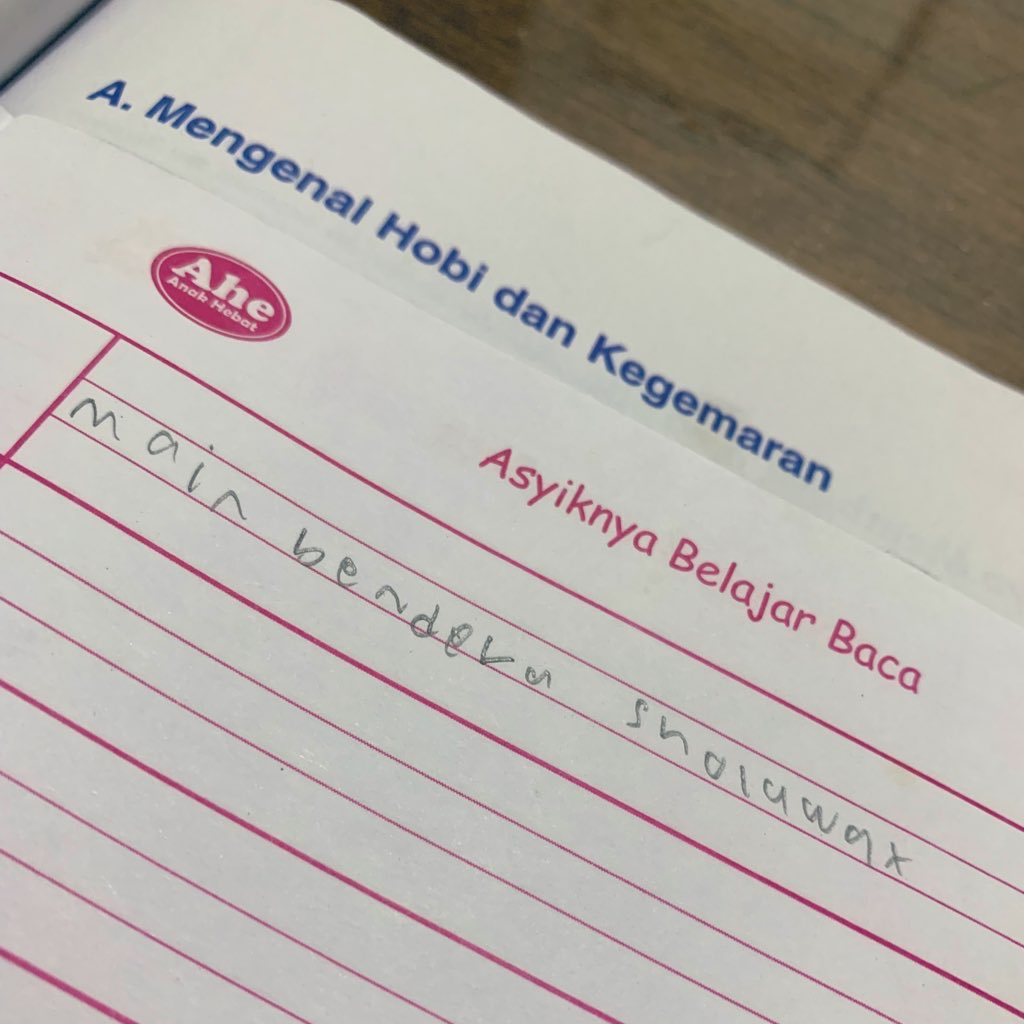 A. Mengenal Hobi dan Kegemaran
Ahe
Anak Hebat
Asyiknya Belajar Baca
main bendera sholawat